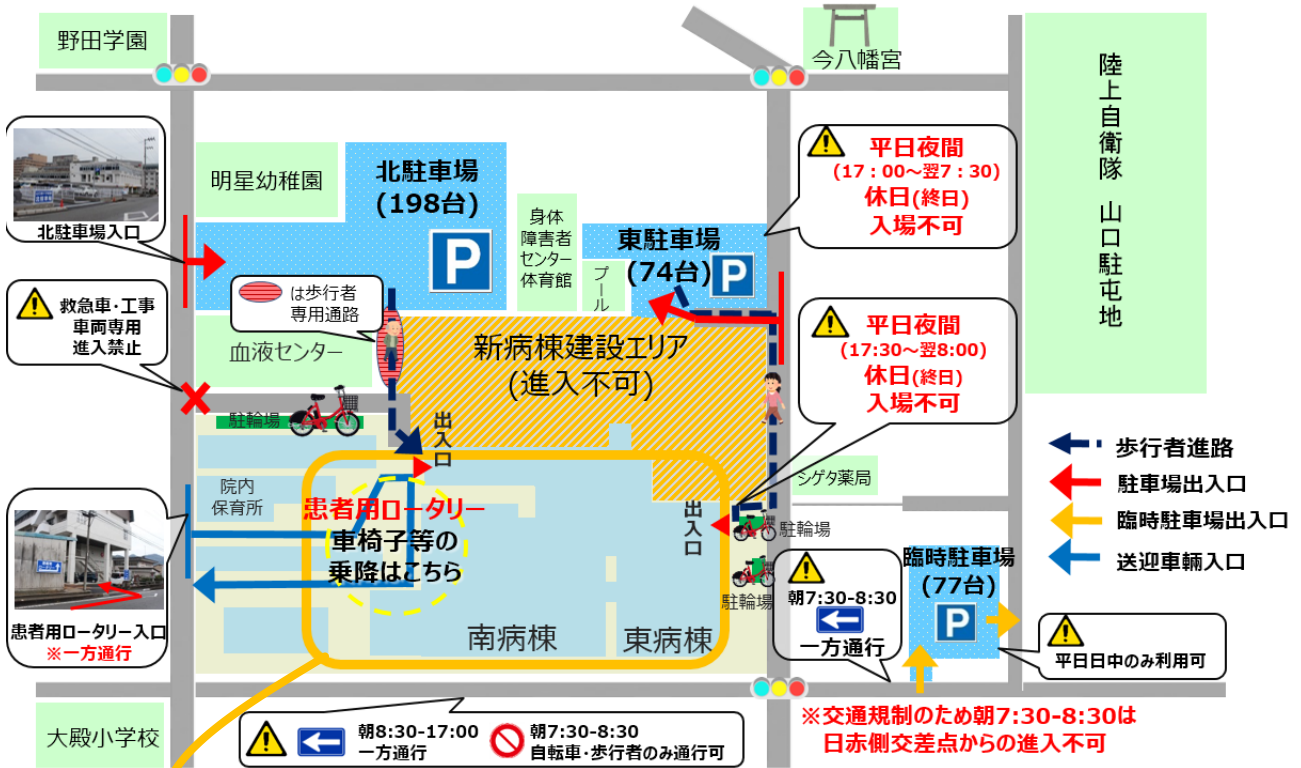 野田学園
今八幡宮
陸上自衛隊 山口駐屯地
北駐車場入口
明星幼稚園
北駐車場
(198台)
P
身体
障害者
センター
体育館
プール
東駐車場
(74台)
P
平日夜間
(17：00～翌7：30)
休日(終日)
入場不可
救急車・工事
車両専用
進入禁止
は歩行者
専用通路
血液センター
新病棟建設エリア
(進入不可)
平日夜間
(17:30～翌8:00)
休日(終日)
入場不可
駐輪場
出入口
院内
保育所
患者用ロータリー
車椅子等の
乗降はこちら
出入口
シゲタ薬局
駐輪場
駐輪場
歩行者進路
駐車場出入口
臨時駐車場出入口
送迎車輌入口
患者用ロータリー入口
※一方通行
南病棟
東病棟
朝7:30-8:30
一方通行
臨時駐車場
(77台)
P
平日日中のみ利用可
大殿小学校
朝8:30-17:00
一方通行
朝7:30-8:30
自転車・歩行者のみ通行可
※交通規制のため朝7:30-8:30は
日赤側交差点からの進入不可